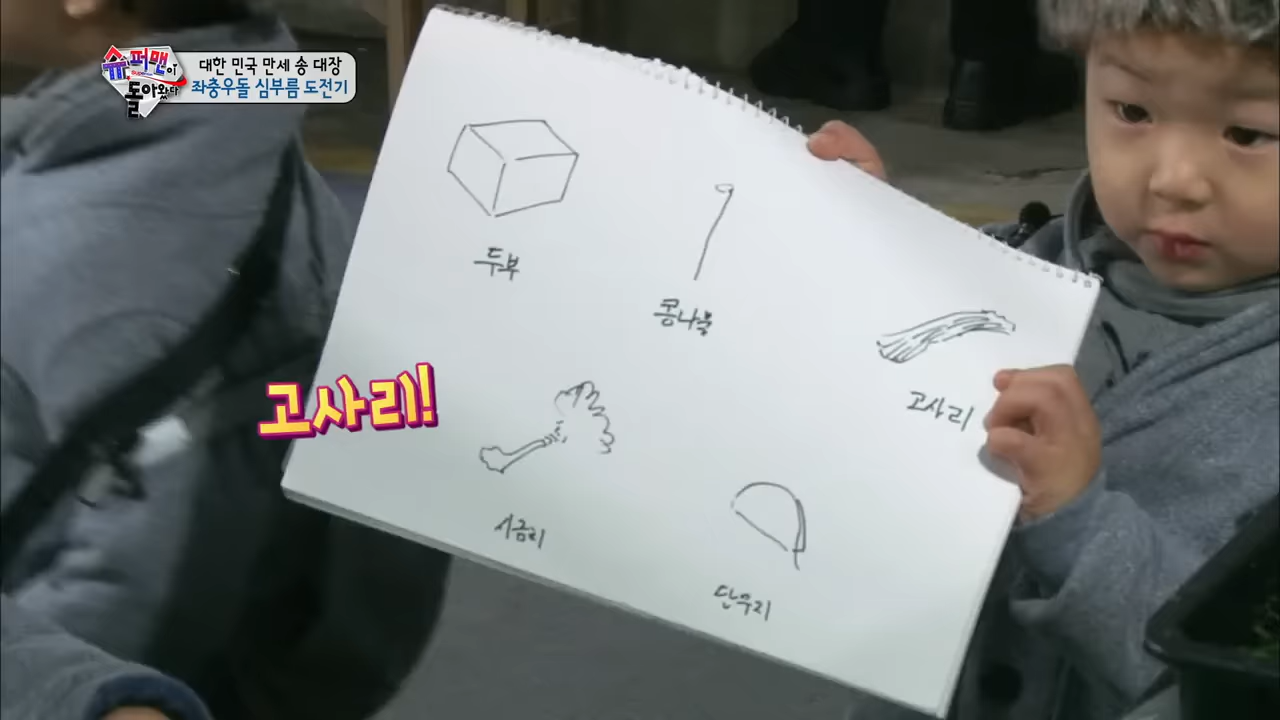 슈퍼맨이
돌아왔다
대한 민국 만세 송 대장
좌충우돌 심부름 도전기
두부
콩나물
고사리
고사리!
시금치
단무지